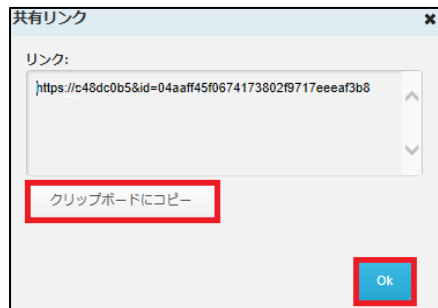 共有リンク
リンク:
https://c48dc0b5&id=04aaff45f0674173802f9717eeeaf3b8
クリップボードにコピー
Ok